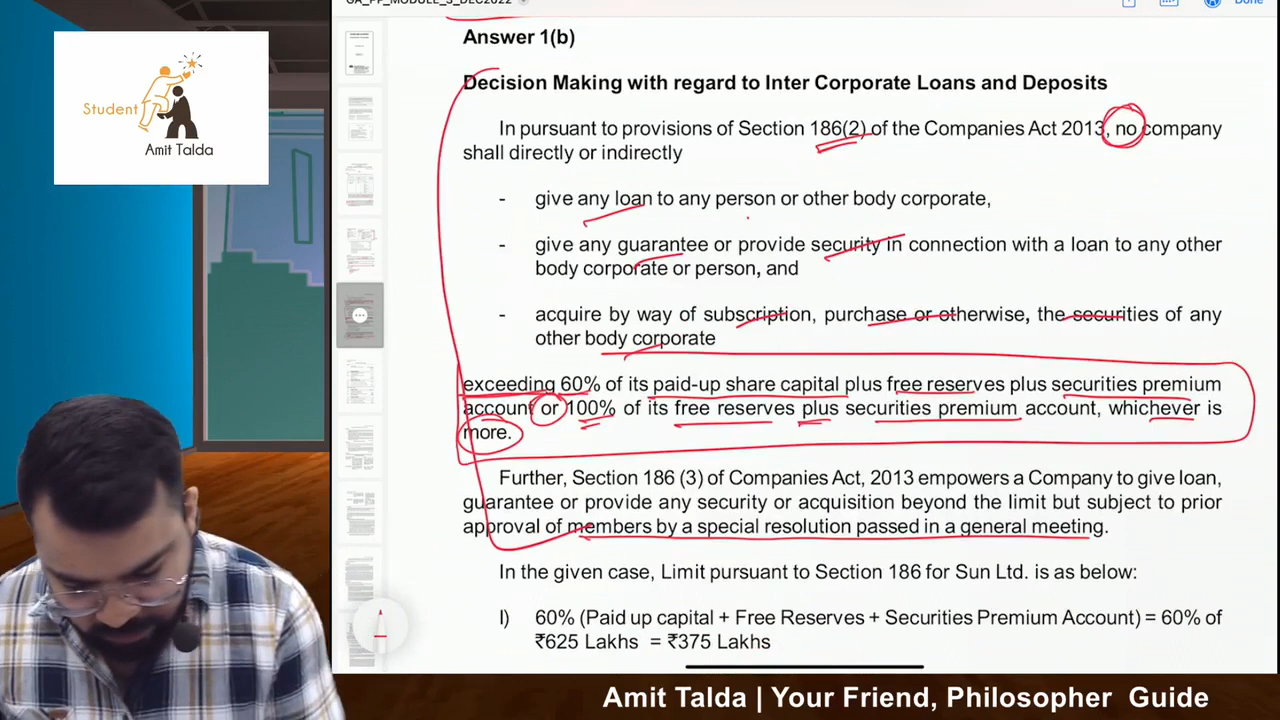 GA_PP_MODULE_3_DEC2022
Done
Student
Amit Talda
Answer 1(b)
Decision Making with regard to Inter Corporate Loans and Deposits
In pursuant to provisions of Section 186(2) of the Companies Act 2013, no company
shall directly or indirectly
- give any loan to any person or other body corporate,
- give any guarantee or provide security in connection with a loan to any other
body corporate or person, and
- acquire by way of subscription, purchase or otherwise, the securities of any
other body corporate
exceeding 60% of its paid-up share capital plus free reserves plus securities premium
account or 100% of its free reserves plus securities premium account, whichever is
more.
Further, Section 186 (3) of Companies Act, 2013 empowers a Company to give loan,
guarantee or provide any security or acquisition beyond the limit but subject to prior
approval of members by a special resolution passed in a general meeting.
In the given case, Limit pursuant to Section 186 for Sun Ltd. is as below:
I) 60% (Paid up capital + Free Reserves + Securities Premium Account) = 60% of
₹625 Lakhs = ₹375 Lakhs
Amit Talda | Your Friend, Philosopher Guide